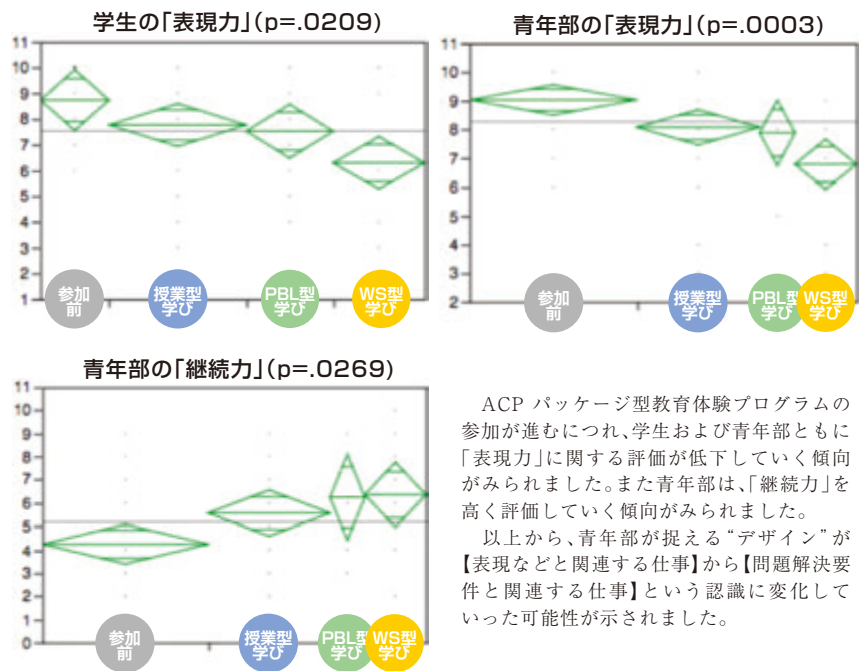 学生の「表現力」(p=.0209)
11
10
9
8
7
6
5
4
3
2
1
参加
前
授業型
学び
PBL型
学び
WS型
学び
青年部の「表現力」(p=.0003)
11
10
9
8
7
6
5
4
3
2
参加
前
授業型
学び
PBL型
学び
WS型
学び
青年部の「継続力」(p=.0269)
11
10
9
8
7
6
5
4
3
2
1
0
参加
前
授業型
学び
PBL型
学び
WS型
学び
ACP パッケージ型教育体験プログラムの
参加が進むにつれ、学生および青年部ともに
「表現力」に関する評価が低下していく傾向
がみられました。また青年部は、「継続力」を
高く評価していく傾向がみられました。
以上から、青年部が捉える“デザイン”が
【表現などと関連する仕事】から【問題解決要
件と関連する仕事】という認識に変化して
いった可能性が示されました。